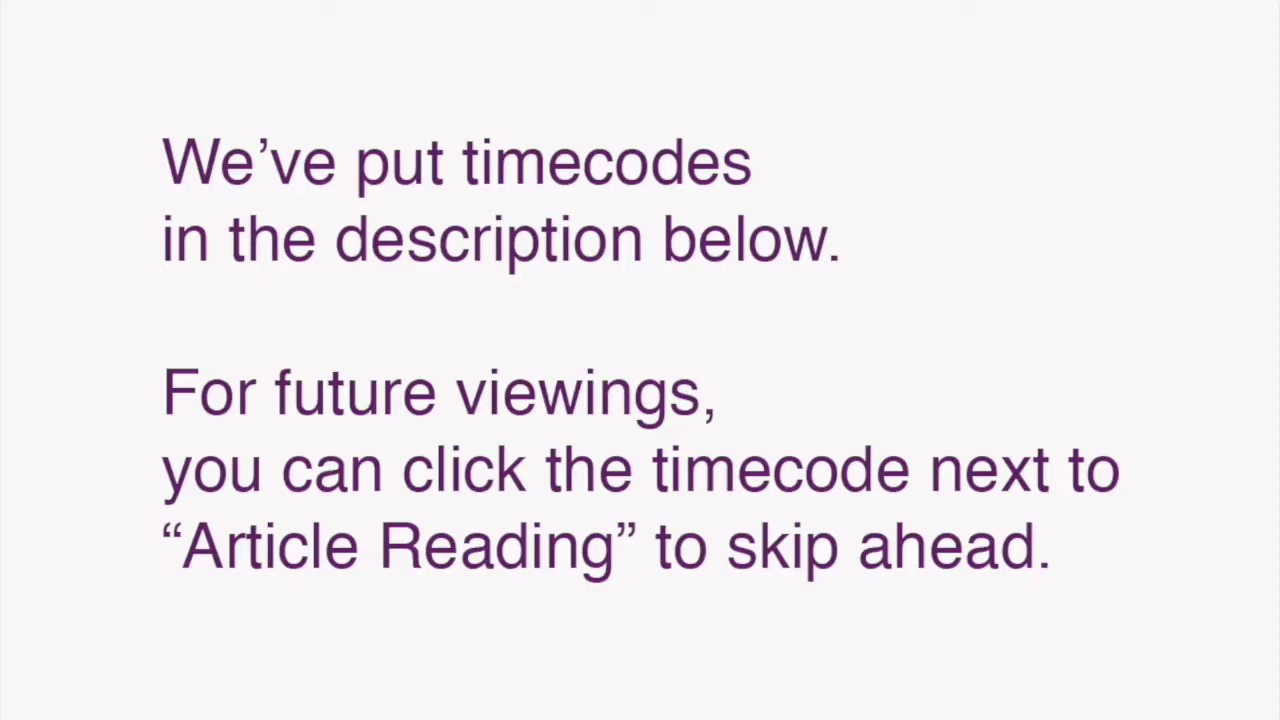 We’ve put timecodes
in the description below.
For future viewings,
you can click the timecode next to
“Article Reading” to skip ahead.